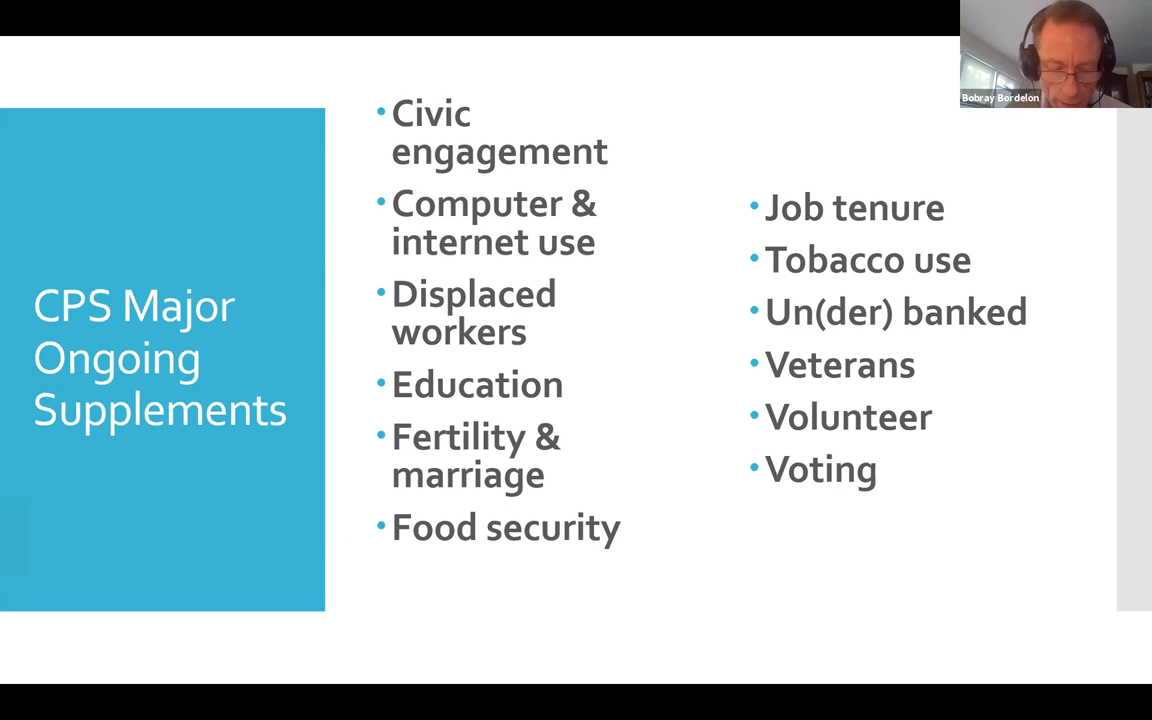 Bobray Bordelon
CPS Major
Ongoing
Supplements
• Civic
engagement
• Computer &
internet use
• Displaced
workers
• Education
• Fertility &
marriage
• Food security
• Job tenure
• Tobacco use
• Un(der) banked
• Veterans
• Volunteer
• Voting